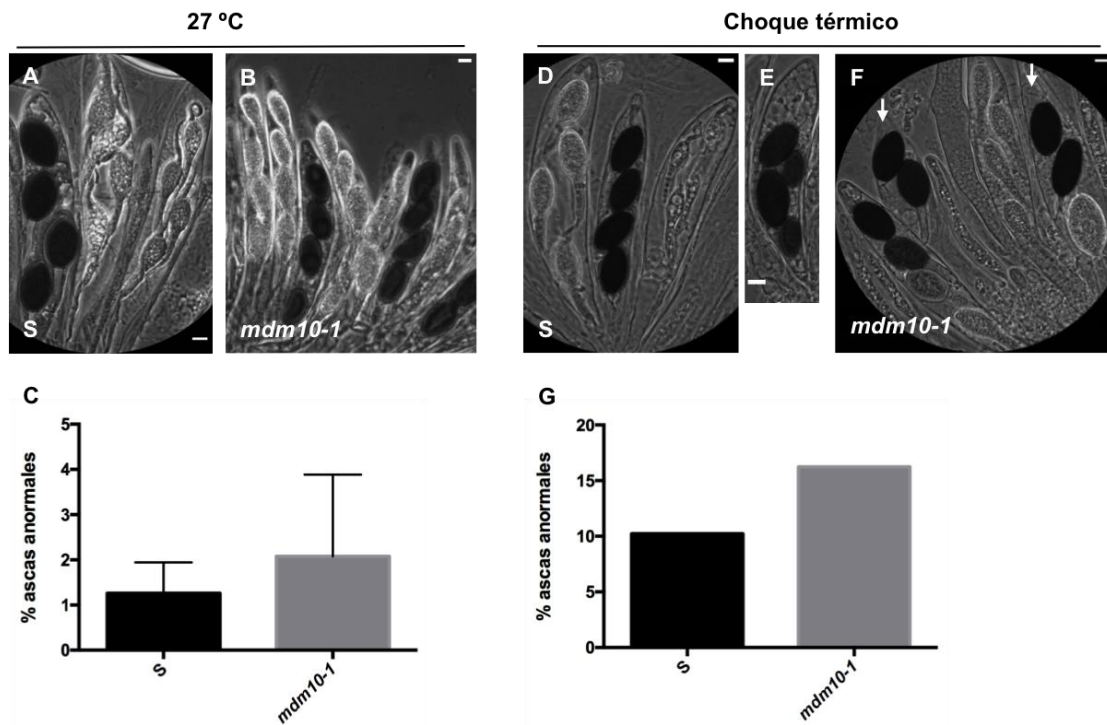 27 ºC
Choque térmico
A
B
D
E
F
S
mdm10-1
S
mdm10-1
C
G
% ascas anormales
5
4
3
2
1
0
S
mdm10-1
% ascas anormales
20
15
10
5
0
S
mdm10-1